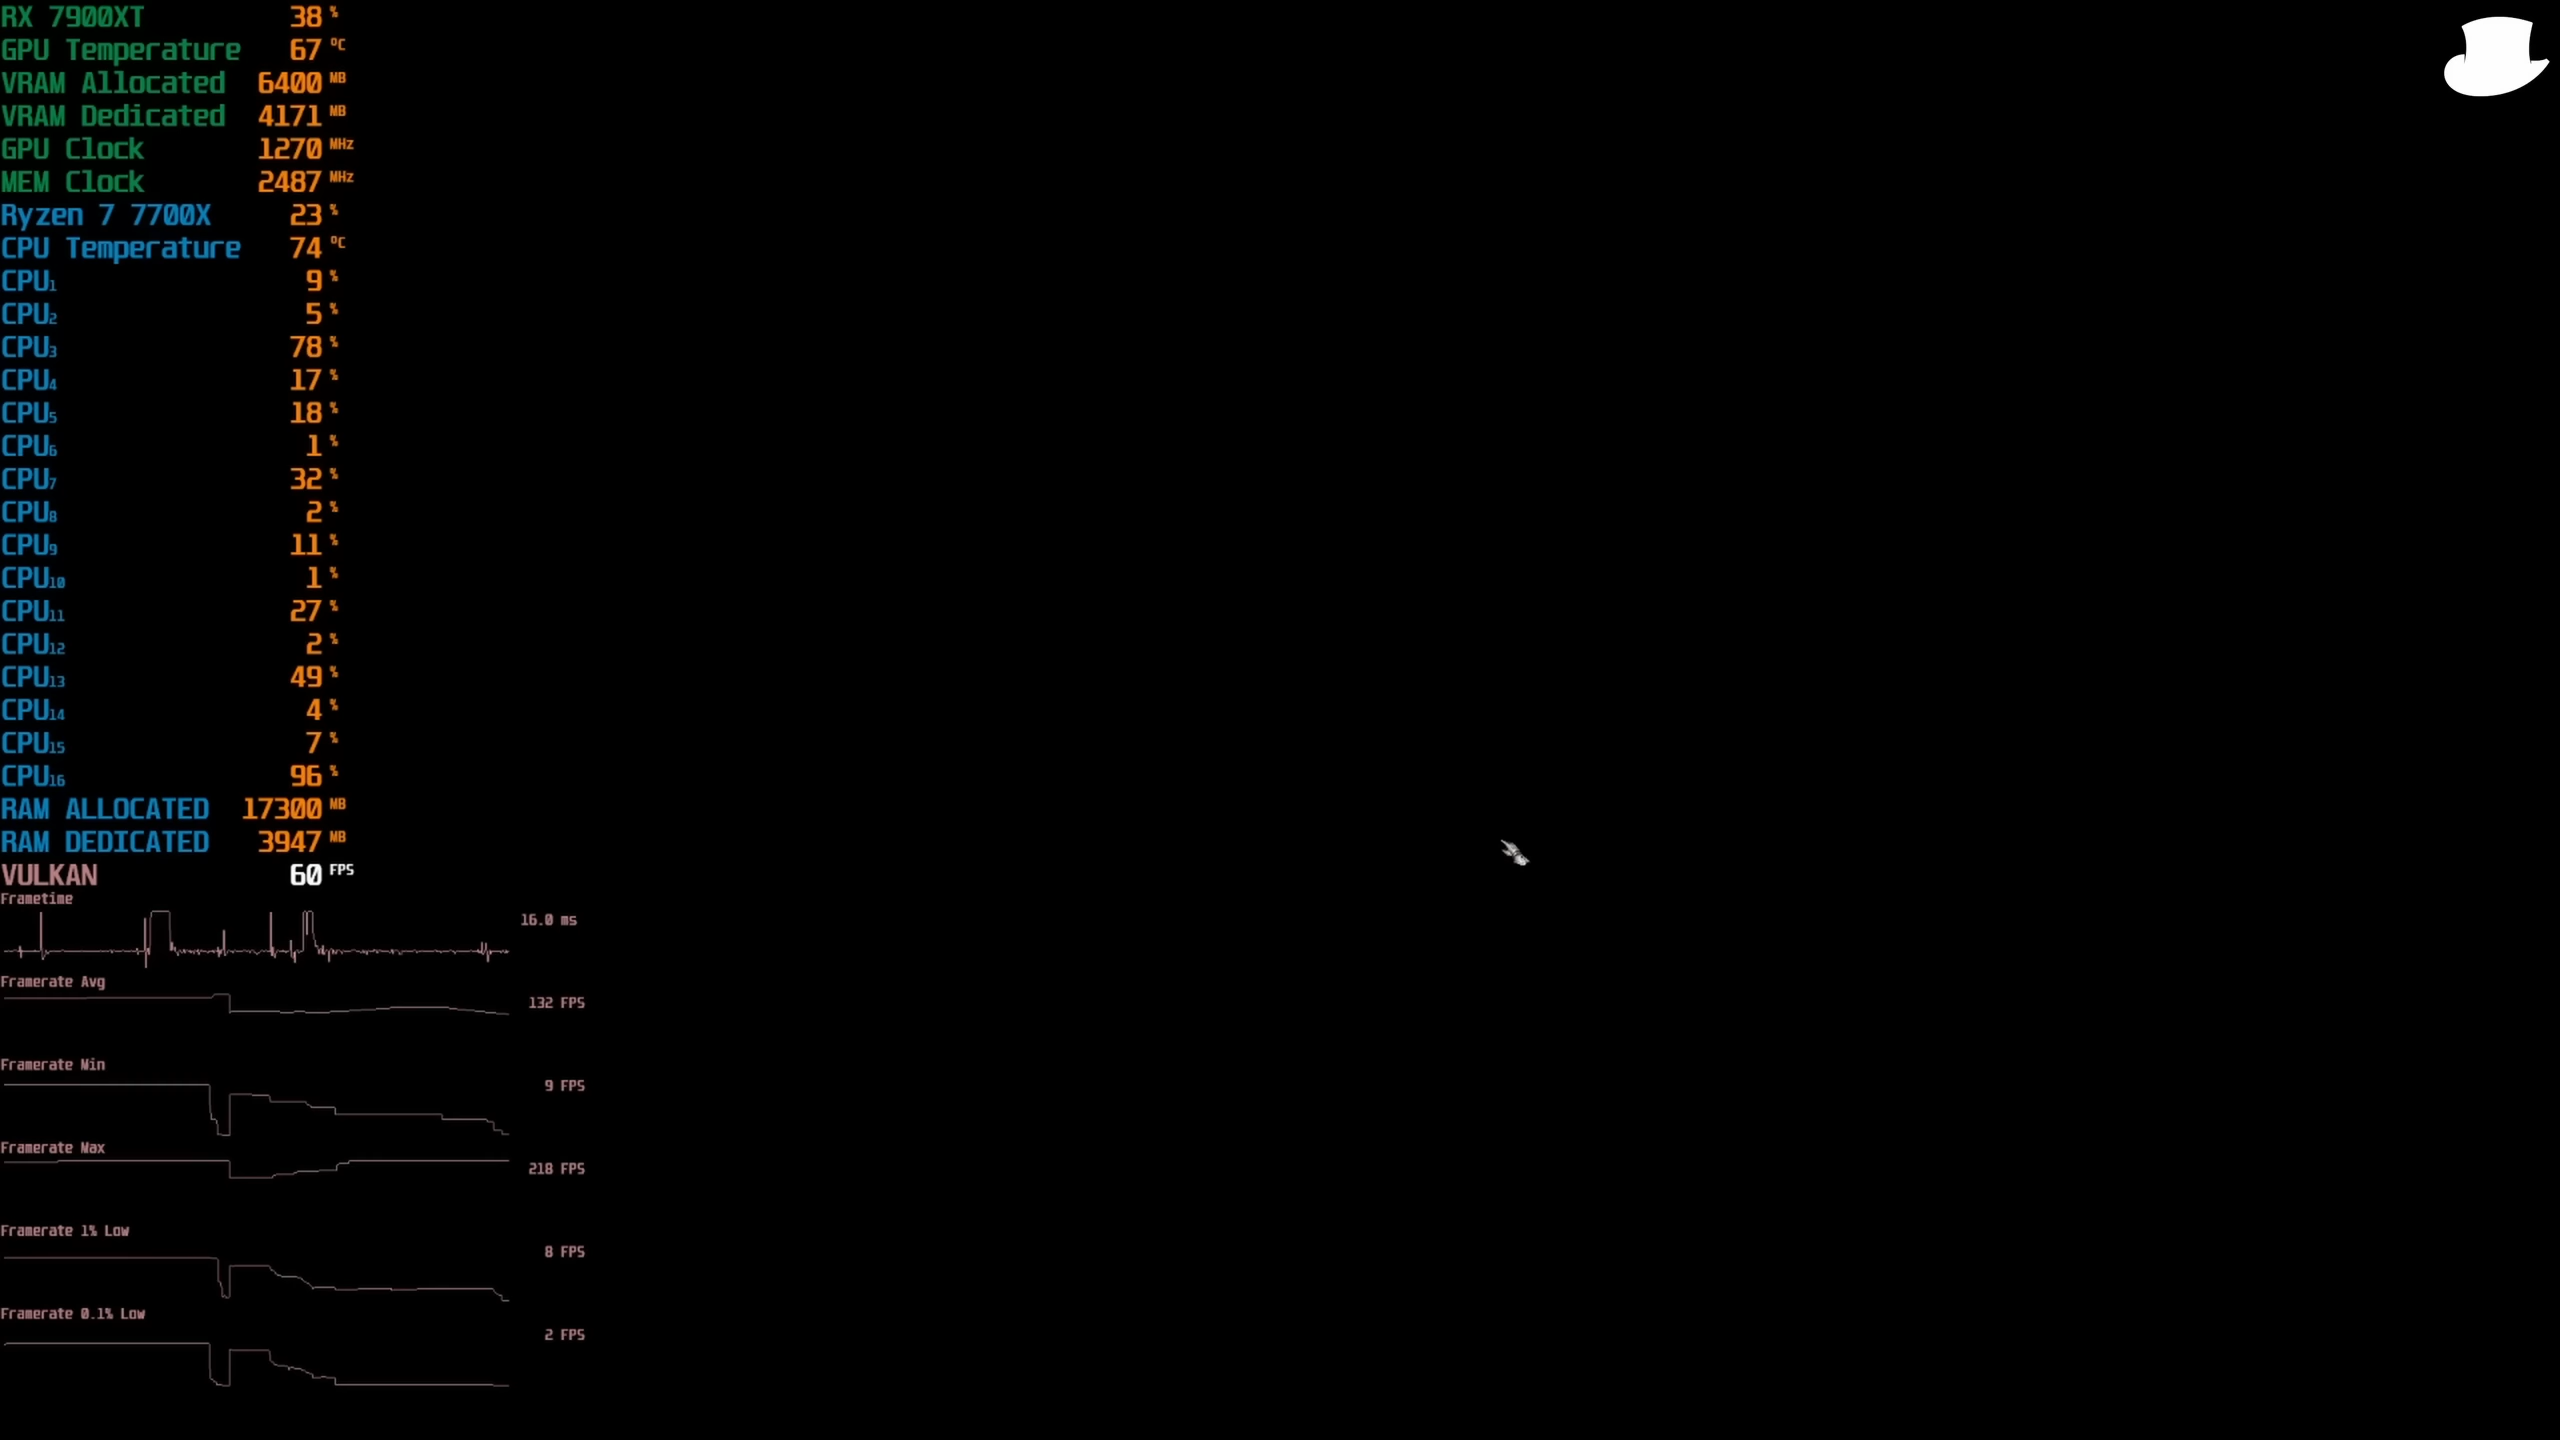 RX 7900XT 38 %
GPU Temperature 67 °C
VRAM Allocated 6400 MB
VRAM Dedicated 4171 MB
GPU Clock 1270 MHz
MEM Clock 2487 MHz
Ryzen 7 7700X 23 %
CPU Temperature 74 °C
CPU1 9 %
CPU2 5 %
CPU3 78 %
CPU4 17 %
CPU5 18 %
CPU6 1 %
CPU7 32 %
CPU8 2 %
CPU9 11 %
CPU10 1 %
CPU11 27 %
CPU12 2 %
CPU13 49 %
CPU14 4 %
CPU15 7 %
CPU16 96 %
RAM ALLOCATED 17300 MB
RAM DEDICATED 3947 MB
VULKAN 60 FPS
Frametime
16.0 ms
Framerate Avg
132 FPS
Framerate Min
9 FPS
Framerate Max
218 FPS
Framerate 1% Low
8 FPS
Framerate 0.1% Low
2 FPS